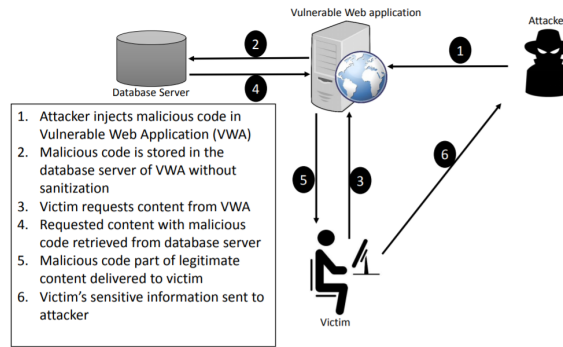 Vulnerable Web application
Attacker
1
2
4
Database Server
6
5
3
1. Attacker injects malicious code in
Vulnerable Web Application (VWA)
2. Malicious code is stored in the
database server of VWA without
sanitization
3. Victim requests content from VWA
4. Requested content with malicious
code retrieved from database server
5. Malicious code part of legitimate
content delivered to victim
6. Victim's sensitive information sent to
attacker
Victim